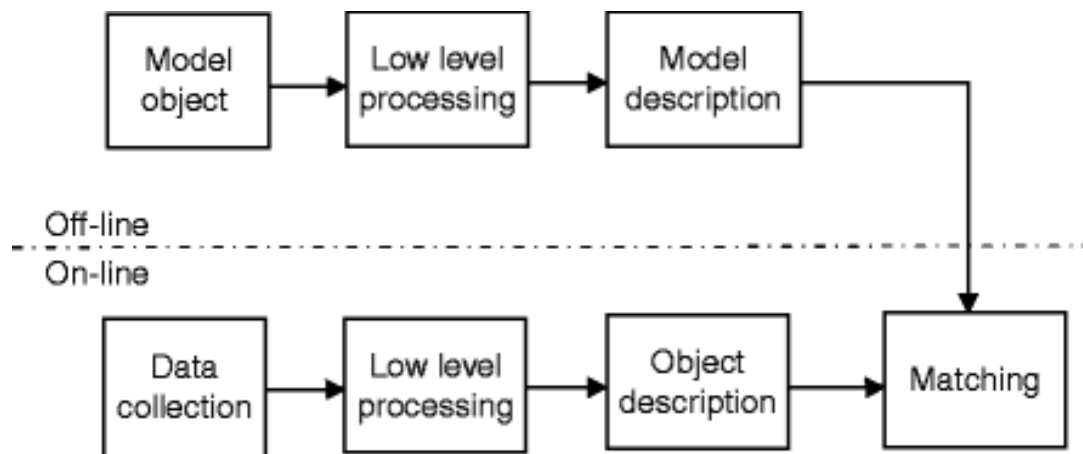 Model
object
Low level
processing
Model
description
Off-line
On-line
Data
collection
Low level
processing
Object
description
Matching